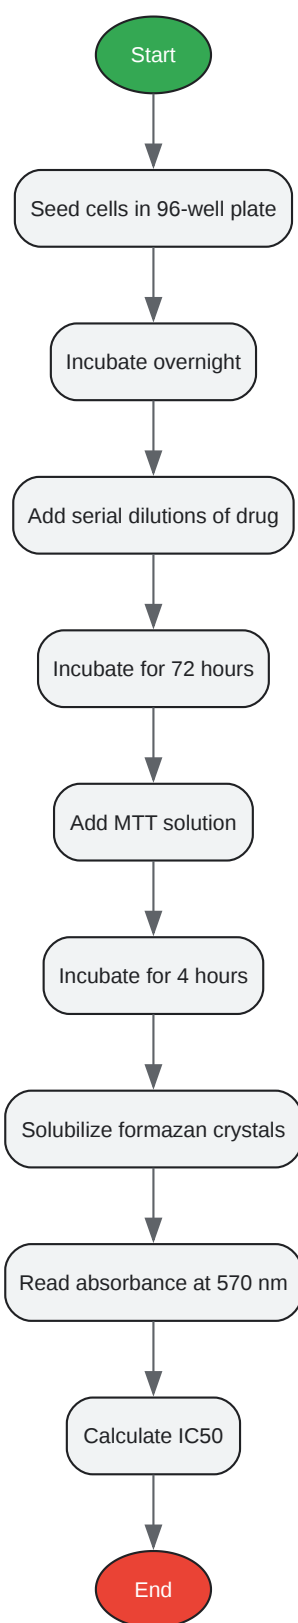 Start
Seed cells in 96-well plate
Incubate overnight
Add serial dilutions of drug
Incubate for 72 hours
Add MTT solution
Incubate for 4 hours
Solubilize formazan crystals
Read absorbance at 570 nm
Calculate IC50
End